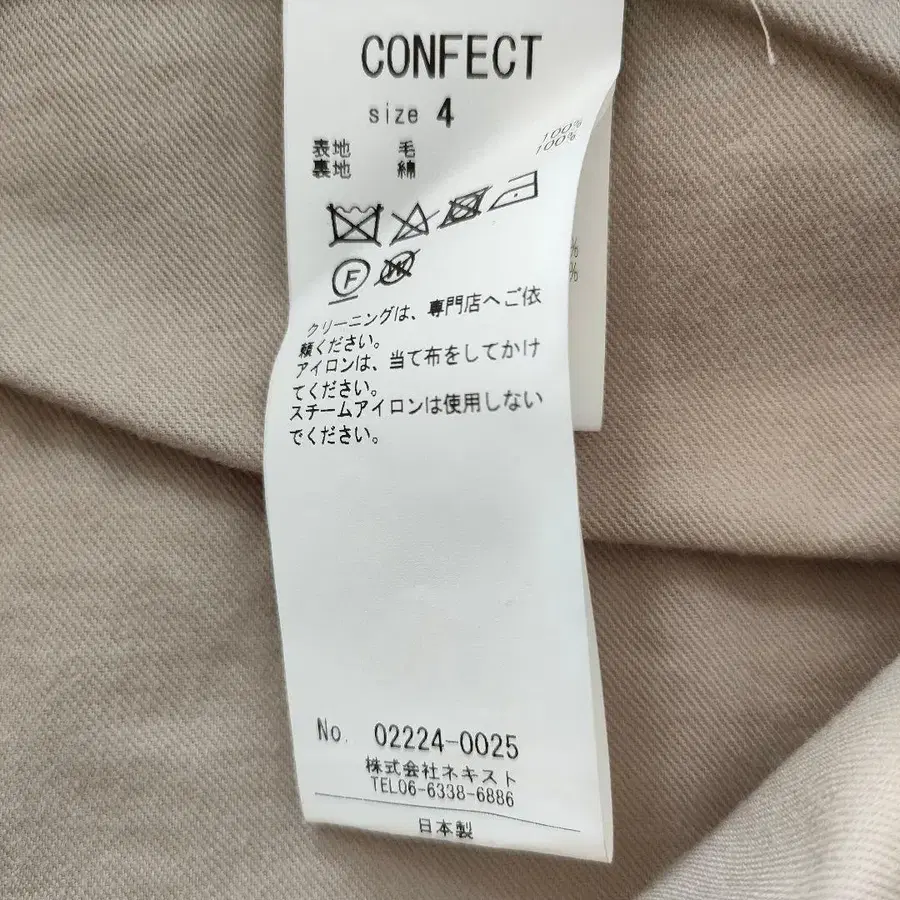 CONFECT
size 4
表地 毛 100%
裏地 綿 100%
F
クリーニングは、専門店へご依
頼ください。
アイロンは、当て布をしてかけ
てください。
スチームアイロンは使用しない
でください。
No. 02224-0025
株式会社ネキスト
TEL06-6338-6886
日本製
%
%